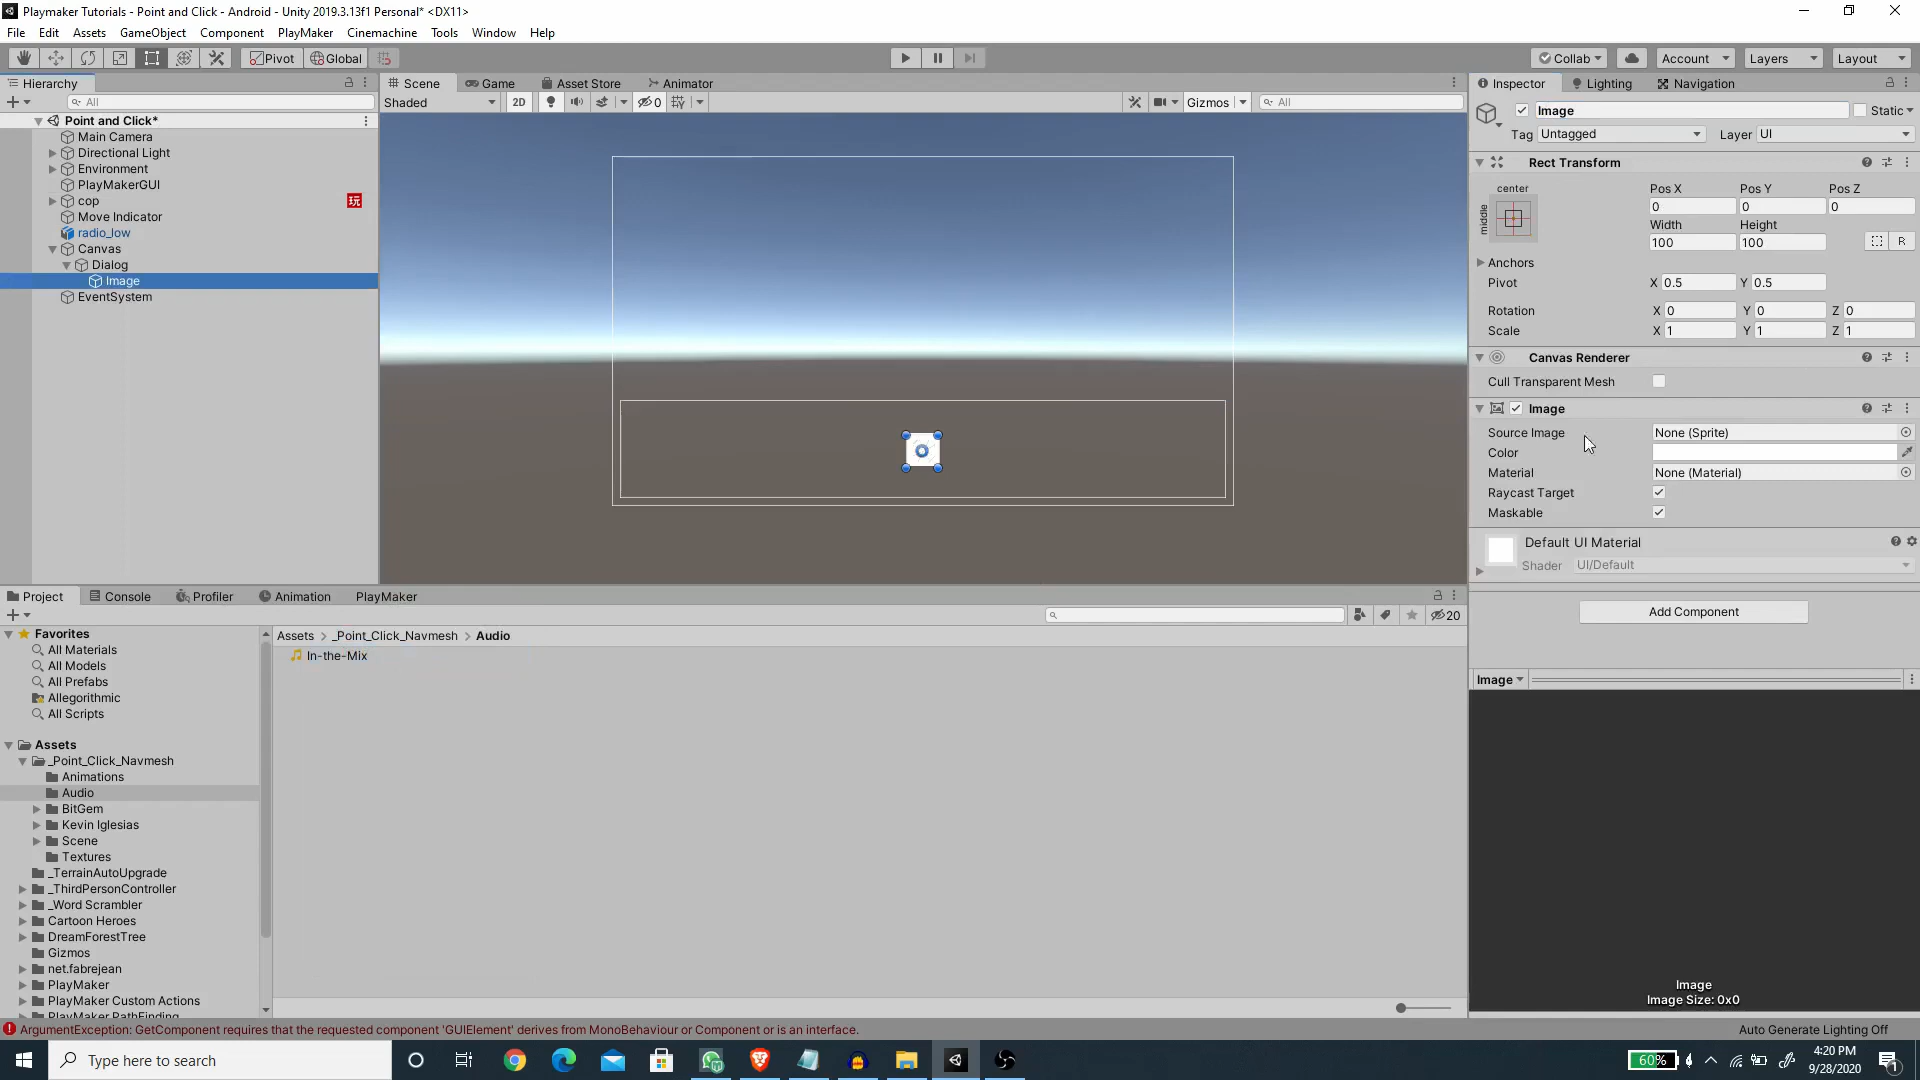 Playmaker Tutorials - Point and Click - Android - Unity 2019.3.13f1 Personal* <DX11>
File Edit Assets GameObject Component PlayMaker Cinemachine Tools Window Help
Pivot Global Collab Account Layers Layout
Hierarchy
All
Point and Click*
Main Camera
Directional Light
Environment
PlayMakerGUI
cop 玩
Move Indicator
radio_low
Canvas
Dialog
Image
EventSystem
Scene Game Asset Store Animator
Shaded 2D 0 Gizmos All
Inspector Lighting Navigation
Image Static
Tag Untagged Layer UI
Rect Transform
center
middle
Pos X Pos Y Pos Z
0 0 0
Width Height
100 100 R
Anchors
Pivot X 0.5 Y 0.5
Rotation X 0 Y 0 Z 0
Scale X 1 Y 1 Z 1
Canvas Renderer
Cull Transparent Mesh
Image
Source Image None (Sprite)
Color
Material None (Material)
Raycast Target
Maskable
Default UI Material
Shader UI/Default
Add Component
Image
Image
Image Size: 0x0
Project Console Profiler Animation PlayMaker
20
Favorites
All Materials
All Models
All Prefabs
Allegorithmic
All Scripts
Assets
_Point_Click_Navmesh
Animations
Audio
BitGem
Kevin Iglesias
Scene
Textures
_TerrainAutoUpgrade
_ThirdPersonController
_Word Scrambler
Cartoon Heroes
DreamForestTree
Gizmos
net.fabrejean
PlayMaker
PlayMaker Custom Actions
PlayMaker PathFinding
Assets > _Point_Click_Navmesh > Audio
In-the-Mix
ArgumentException: GetComponent requires that the requested component 'GUIElement' derives from MonoBehaviour or Component or is an interface.
Auto Generate Lighting Off
Type here to search
60%
4:20 PM
9/28/2020
1